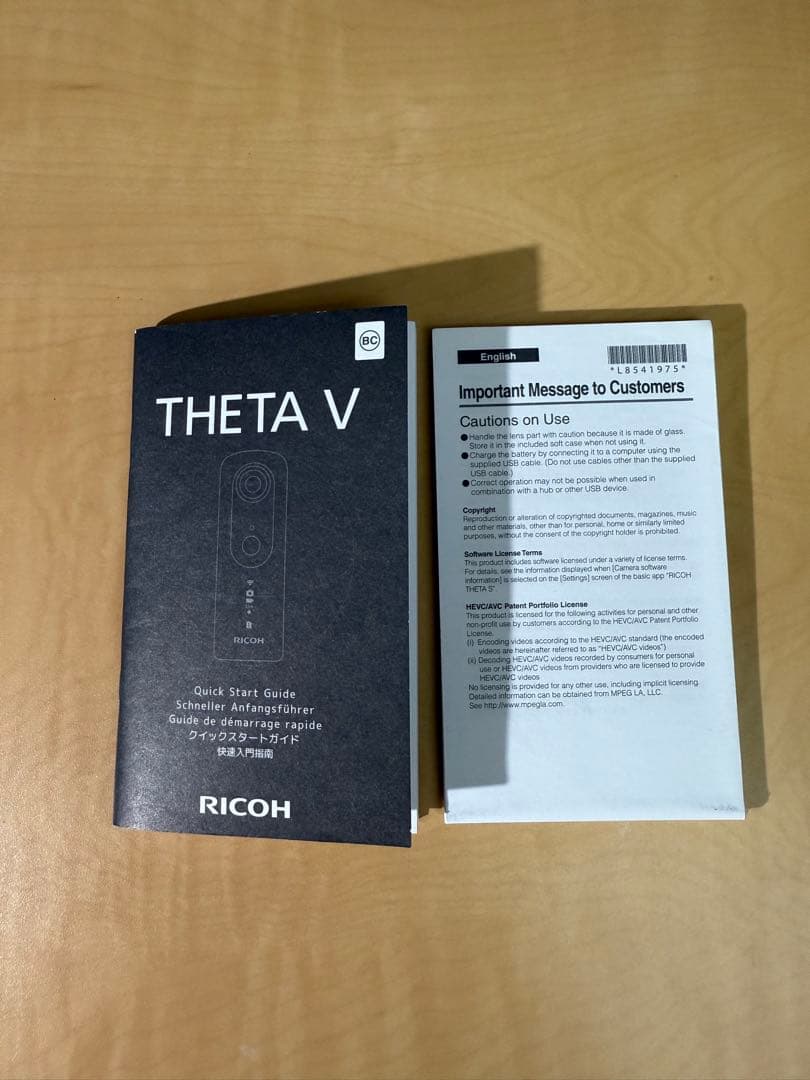 BC
THETA V
RICOH
Quick Start Guide
Schneller Anfangsführer
Guide de démarrage rapide
クイックスタートガイド
快速入門指南
RICOH
English
*L8541975*
Important Message to Customers
Cautions on Use
●Handle the lens part with caution because it is made of glass.
Store it in the included soft case when not using it.
●Charge the battery by connecting it to a computer using the
supplied USB cable. (Do not use cables other than the supplied
USB cable.)
●Correct operation may not be possible when used in
combination with a hub or other USB device.
Copyright
Reproduction or alteration of copyrighted documents, magazines, music
and other materials, other than for personal, home or similarly limited
purposes, without the consent of the copyright holder is prohibited.
Software License Terms
This product includes software licensed under a variety of license terms.
For details, see the information displayed when [Camera software
information] is selected on the [Settings] screen of the basic app "RICOH
THETA S".
HEVC/AVC Patent Portfolio License
This product is licensed for the following activities for personal and other
non-profit use by customers according to the HEVC/AVC Patent Portfolio
License.
(i) Encoding videos according to the HEVC/AVC standard (the encoded
videos are hereinafter referred to as "HEVC/AVC videos")
(ii) Decoding HEVC/AVC videos recorded by consumers for personal
use or HEVC/AVC videos from providers who are licensed to provide
HEVC/AVC videos
No licensing is provided for any other use, including implicit licensing.
Detailed information can be obtained from MPEG LA, LLC.
See http://www.mpegla.com.